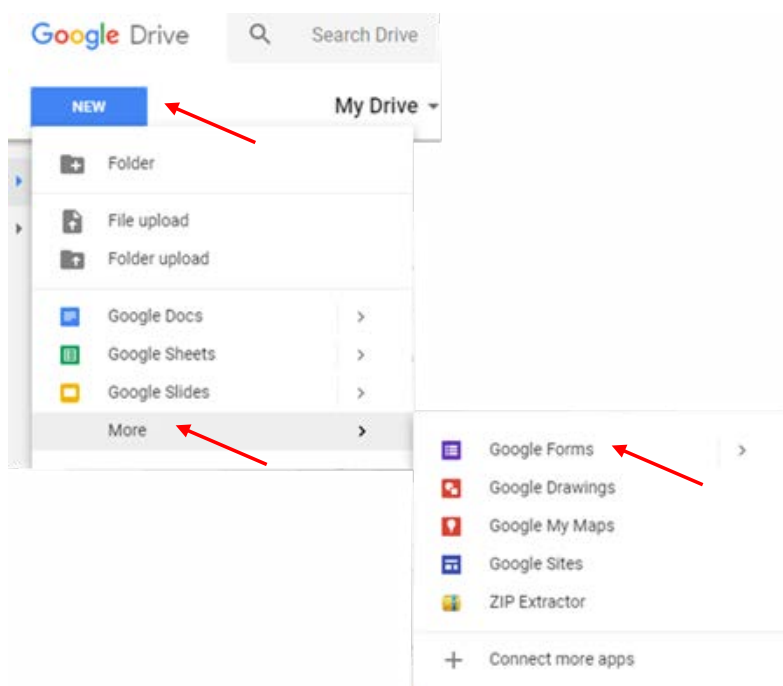 Google Drive Search Drive
NEW My Drive
Folder
File upload
Folder upload
Google Docs
Google Sheets
Google Slides
More
Google Forms
Google Drawings
Google My Maps
Google Sites
ZIP Extractor
Connect more apps